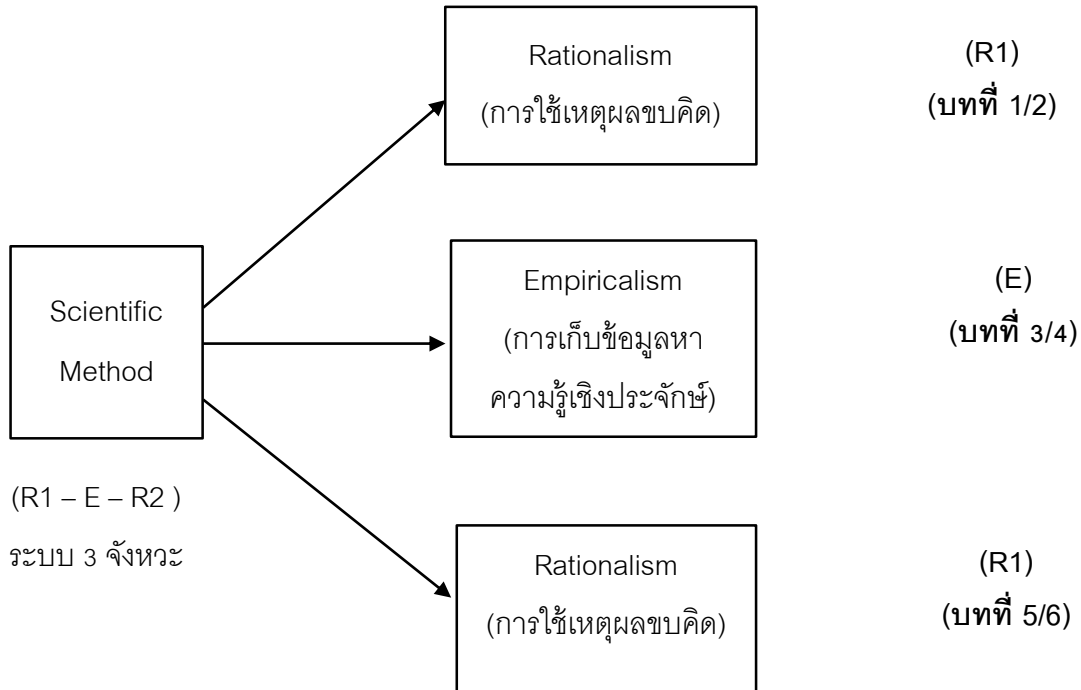 Rationalism
(การใช้เหตุผลขบคิด)
(R1)
(บทที่ 1/2)
Scientific
Method
(R1 – E – R2 )
ระบบ 3 จังหวะ
Empiricalism
(การเก็บข้อมูลหา
ความรู้เชิงประจักษ์)
(E)
(บทที่ 3/4)
Rationalism
(การใช้เหตุผลขบคิด)
(R1)
(บทที่ 5/6)